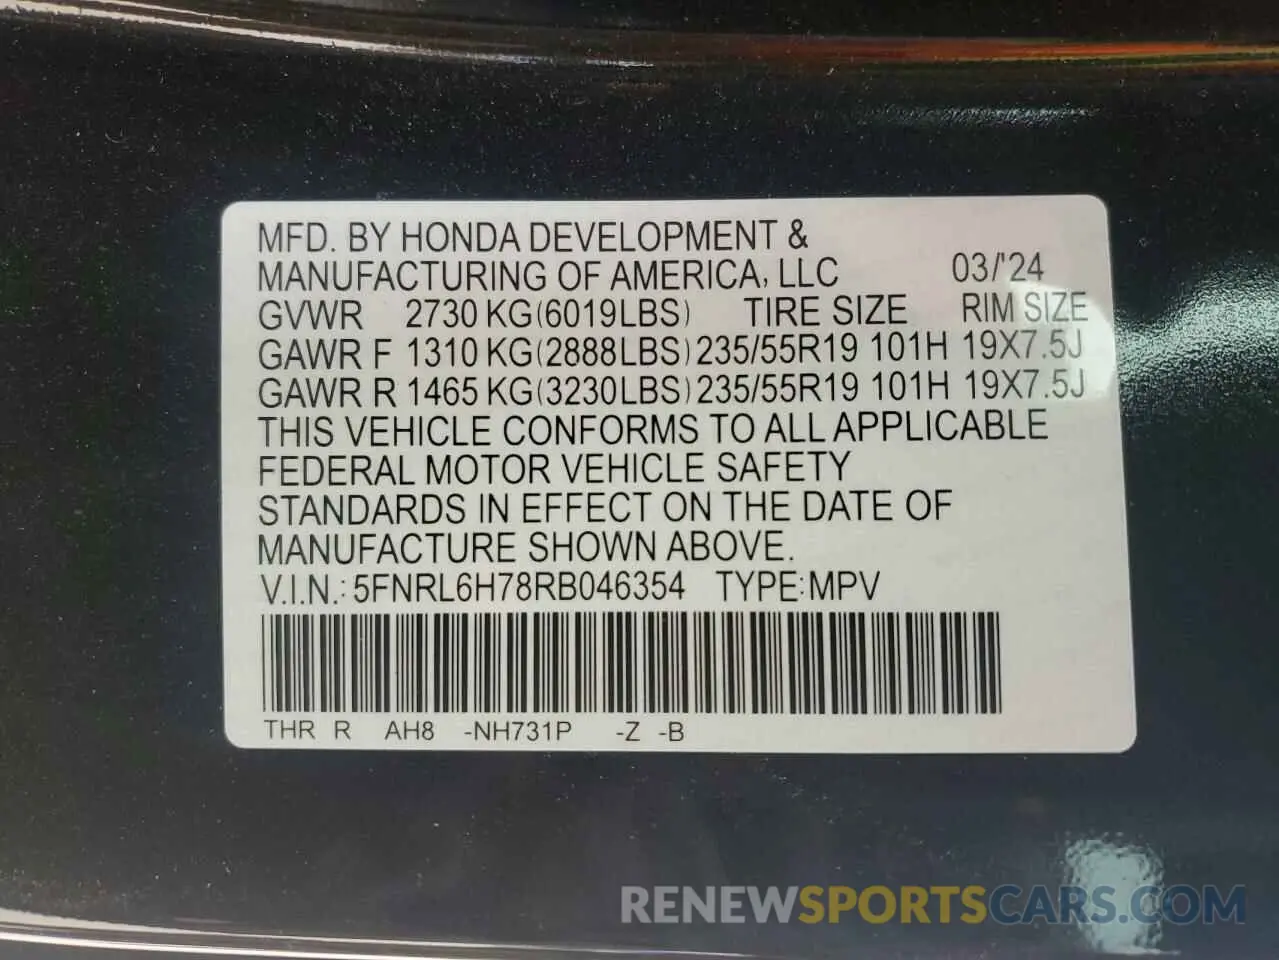 MFD. BY HONDA DEVELOPMENT &
MANUFACTURING OF AMERICA, LLC 03/'24
GVWR 2730 KG(6019LBS) TIRE SIZE RIM SIZE
GAWR F 1310 KG(2888LBS) 235/55R19 101H 19X7.5J
GAWR R 1465 KG(3230LBS) 235/55R19 101H 19X7.5J
THIS VEHICLE CONFORMS TO ALL APPLICABLE
FEDERAL MOTOR VEHICLE SAFETY
STANDARDS IN EFFECT ON THE DATE OF
MANUFACTURE SHOWN ABOVE.
V.I.N.: 5FNRL6H78RB046354 TYPE:MPV
THR R AH8 -NH731P -Z -B
RENEWSPORTSCARS.COM